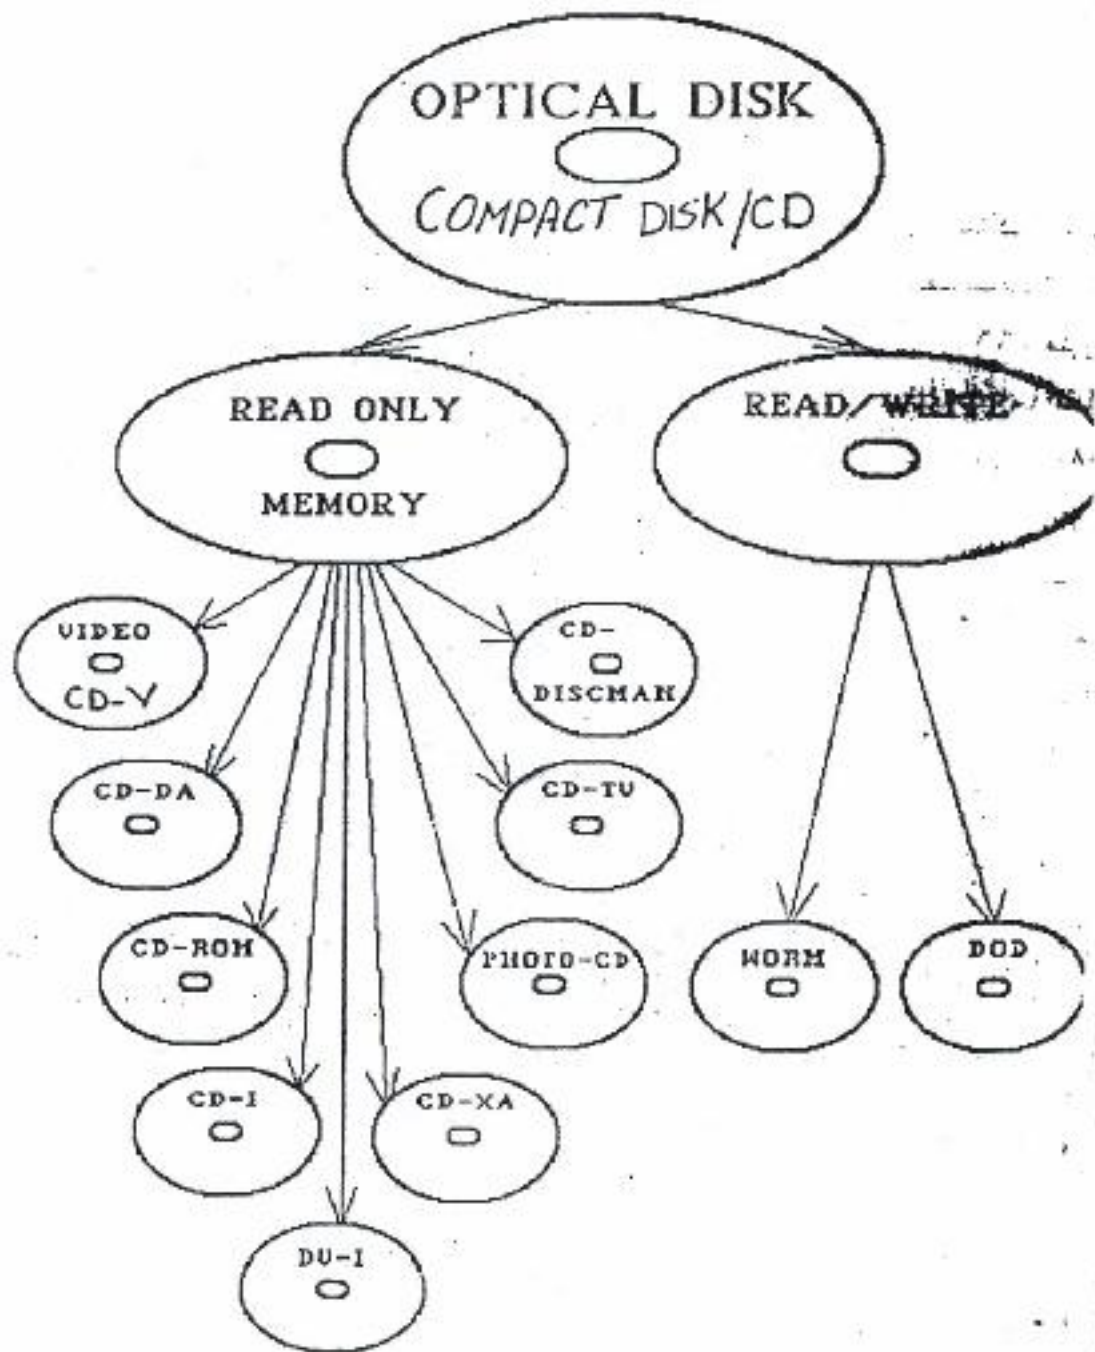 OPTICAL DISK
COMPACT DISK/CD
READ ONLY
MEMORY
READ/WRITE
VIDEO
CD-V
CD-
DISCMAN
CD-DA
CD-TV
CD-ROM
PHOTO-CD
WORM
DOD
CD-I
CD-XA
DV-I